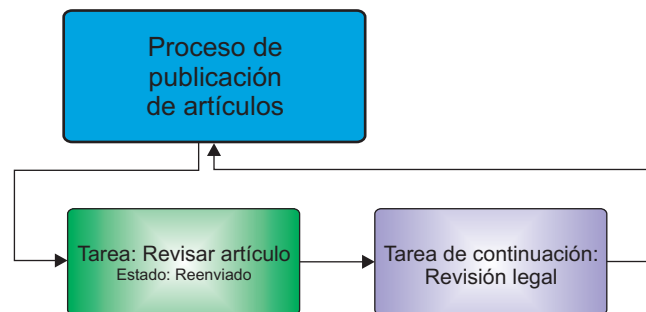 Proceso de
publicación
de artículos
Tarea: Revisar artículo
Estado: Reenviado
Tarea de continuación:
Revisión legal